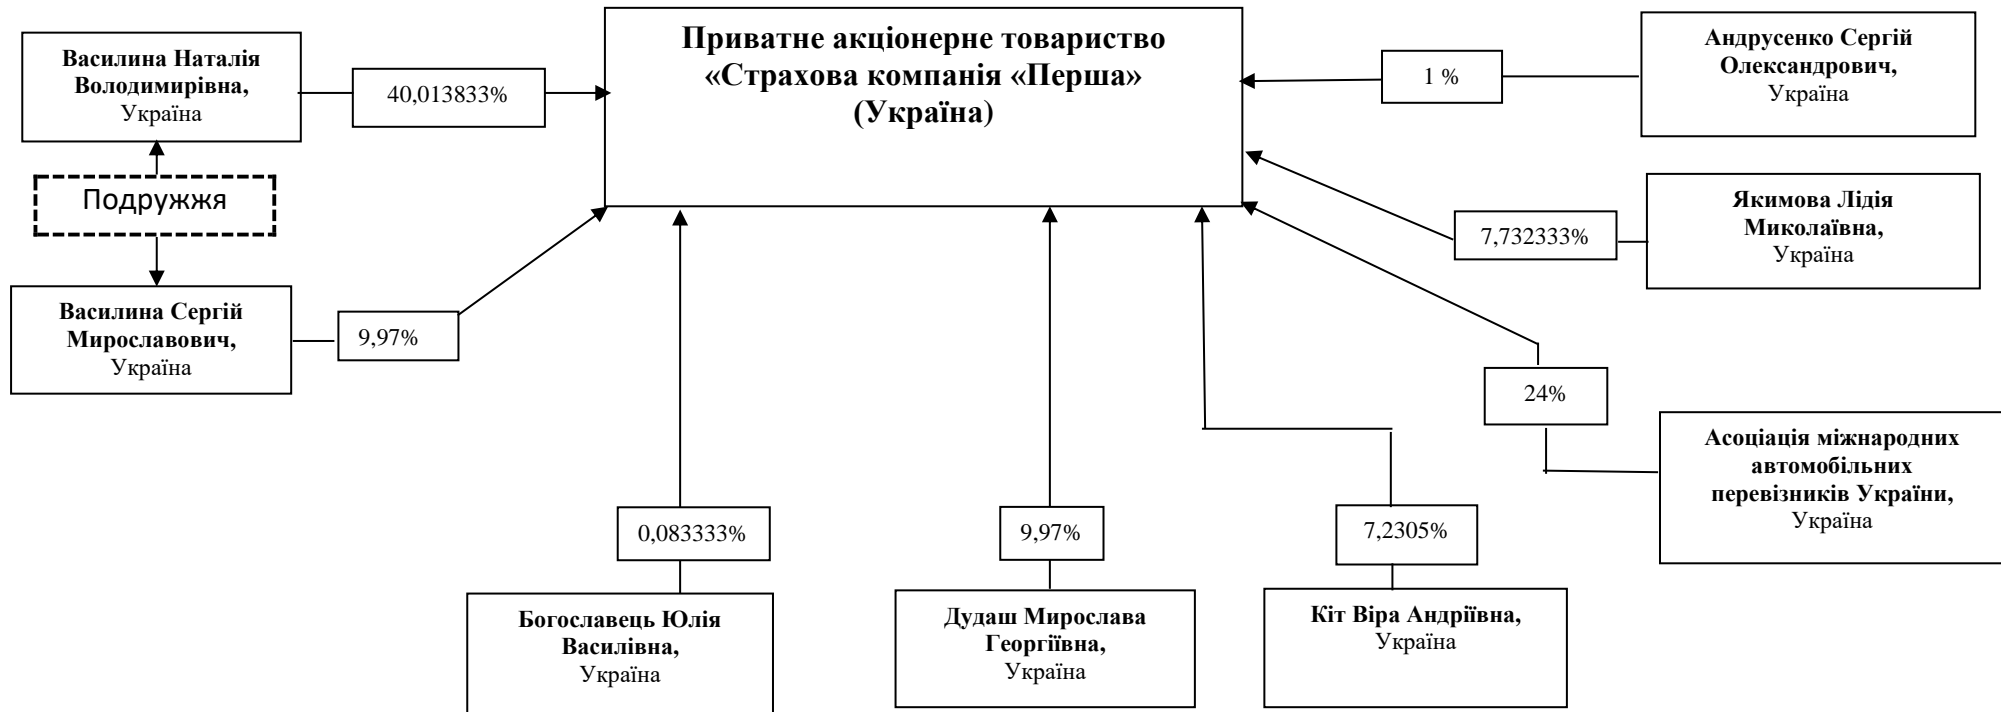 Приватне акціонерне товариство
«Страхова компанія «Перша»
(Україна)
Василина Наталія
Володимирівна,
Україна
40,013833%
Подружжя
Василина Сергій
Мирославович,
Україна
9,97%
Андрусенко Сергій
Олександрович,
Україна
1 %
Якимова Лідія
Миколаївна,
Україна
7,732333%
24%
Асоціація міжнародних
автомобільних
перевізників України,
Україна
0,083333%
Богославець Юлія
Василівна,
Україна
9,97%
Дудаш Мирослава
Георгіївна,
Україна
7,2305%
Кіт Віра Андріївна,
Україна